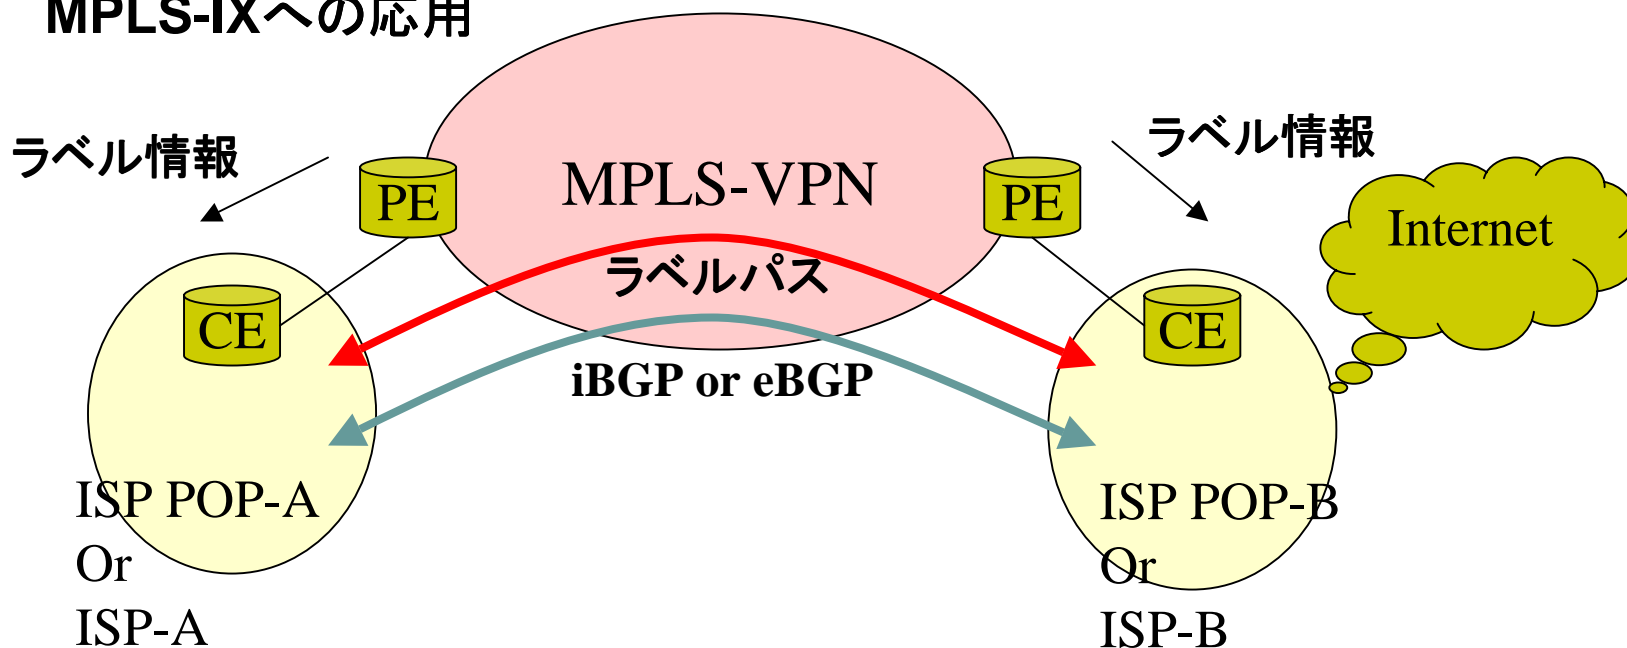 MPLS-IXへの応用
ラベル情報
ラベル情報
PE
MPLS-VPN
PE
Internet
ラベルパス
CE
CE
iBGP or eBGP
ISP POP-A
Or
ISP-A
ISP POP-B
Or
ISP-B